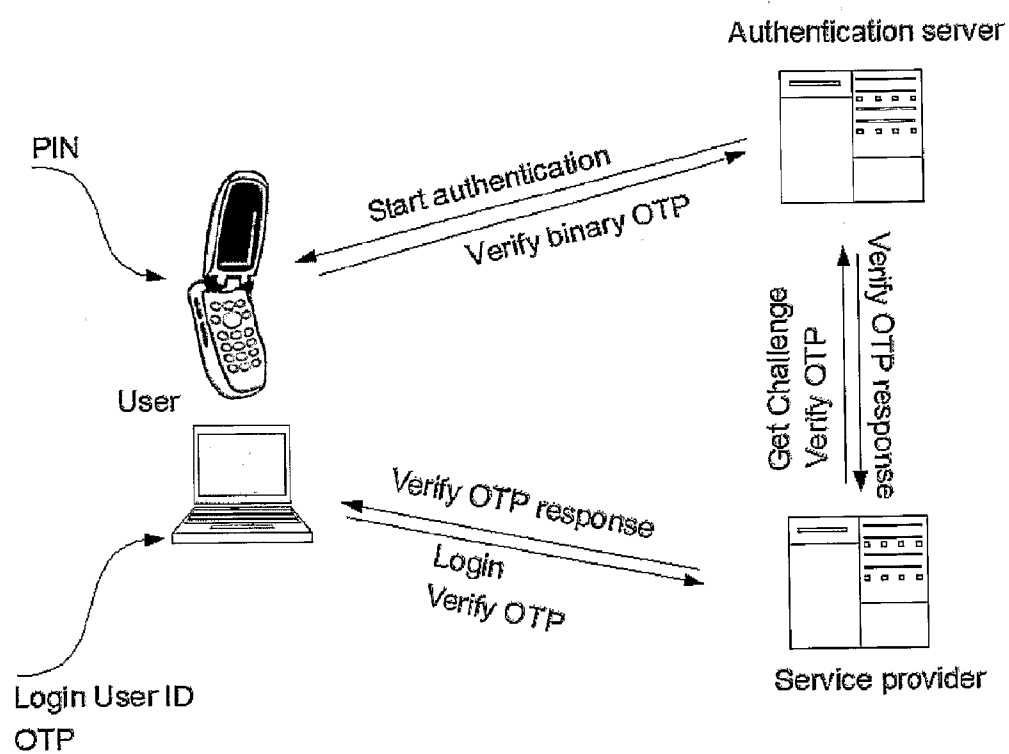 Authentication server
PIN
Start authentication
Verify binary OTP
User
Get Challenge
Verify OTP
Verify OTP response
Verify OTP response
Login
Verify OTP
Service provider
Login User ID
OTP